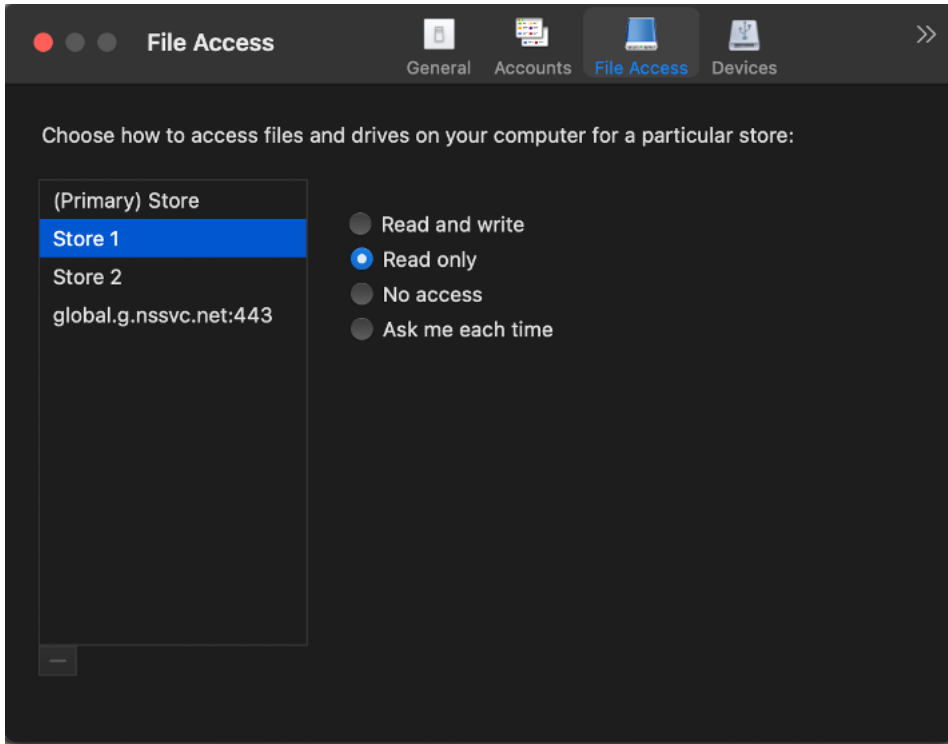 File Access
General
Accounts
File Access
Devices
Choose how to access files and drives on your computer for a particular store:
(Primary) Store
Store 1
Store 2
global.g.nssvc.net:443
Read and write
Read only
No access
Ask me each time